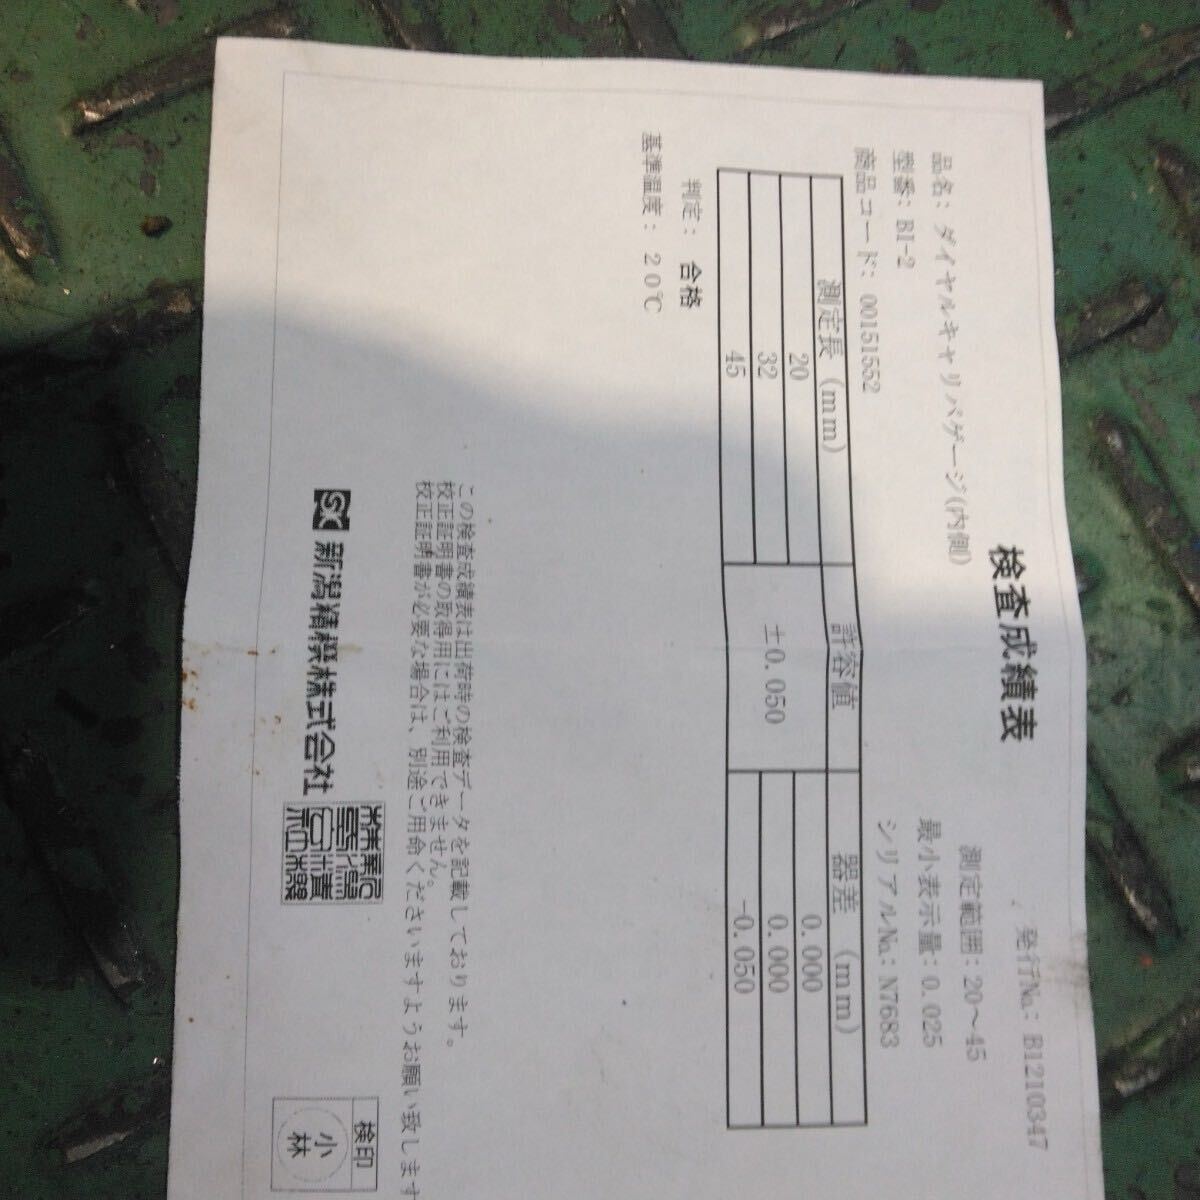 検査成績表
発行No.: B1210347
品名: ダイヤルキャリパゲージ(内側)
測定範囲: 20～45
型番: BI-2
最小表示量: 0.025
商品コード: 00151552
シリアルNo.: N7683
測定長 (mm) 許容値 器差 (mm)
20 ±0.050 0.000
32 0.000
45 -0.050
判定: 合格
基準温度: 20℃
この検査成績表は出荷時の検査データを記載しております。
校正証明書の取得用にはご利用できません。
校正証明書が必要な場合は、別途ご用命くださいますようお願い致します
SK 新潟精機株式会社
検印
小林